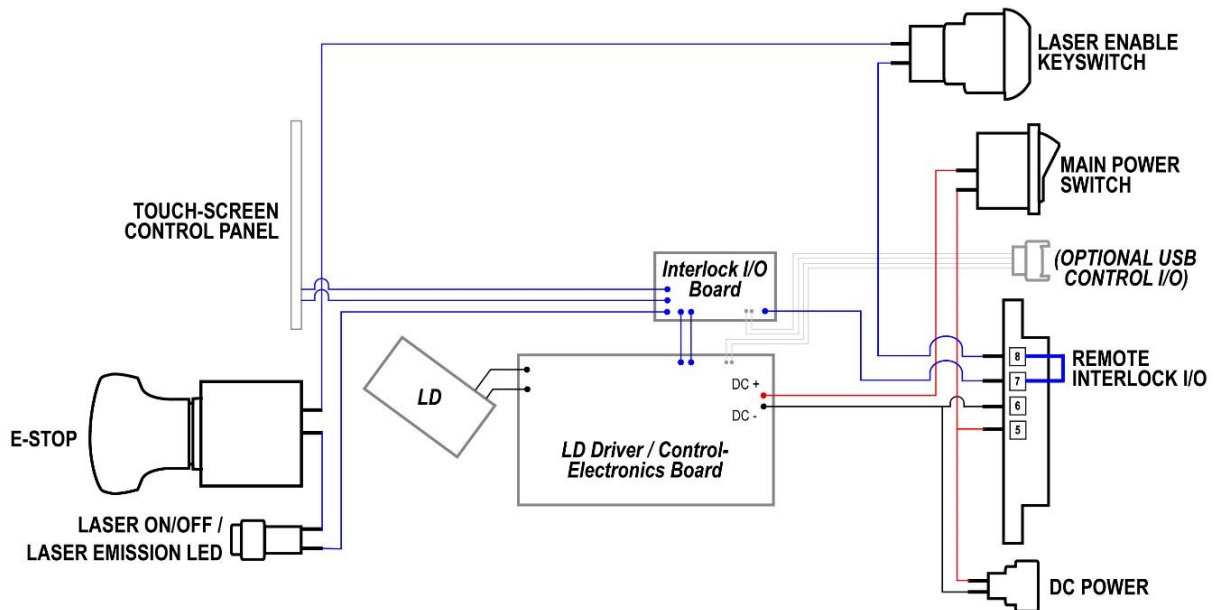 LASER ENABLE
KEYSWITCH
MAIN POWER
SWITCH
TOUCH-SCREEN
CONTROL PANEL
Interlock I/O
Board
(OPTIONAL USB
CONTROL I/O)
8
7
6
5
REMOTE
INTERLOCK I/O
LD
DC +
DC -
LD Driver / Control-
Electronics Board
E-STOP
LASER ON/OFF /
LASER EMISSION LED
DC POWER